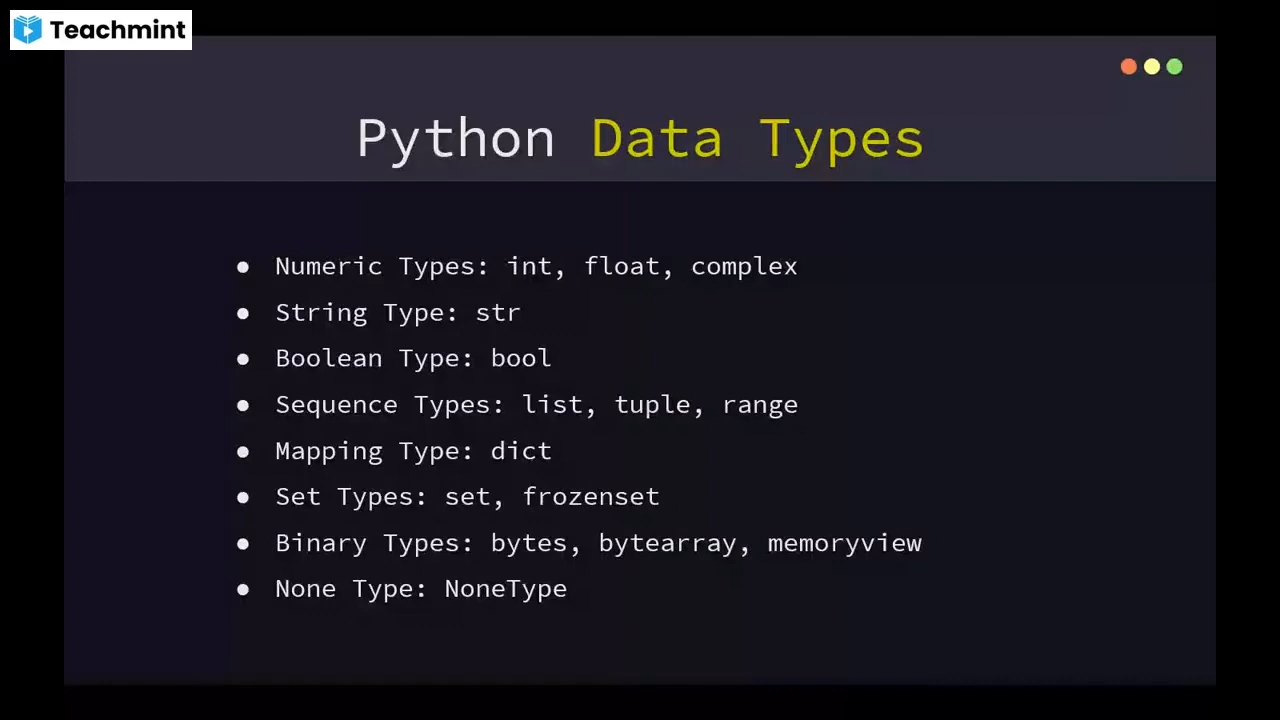 Teachmint
Python Data Types
● Numeric Types: int, float, complex
● String Type: str
● Boolean Type: bool
● Sequence Types: list, tuple, range
● Mapping Type: dict
● Set Types: set, frozenset
● Binary Types: bytes, bytearray, memoryview
● None Type: NoneType